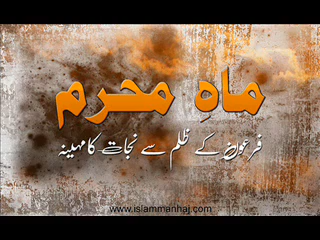 ماہِ محرم
فرعون کے ظلم سے نجات کا مہینہ
www.islammanhaj.com